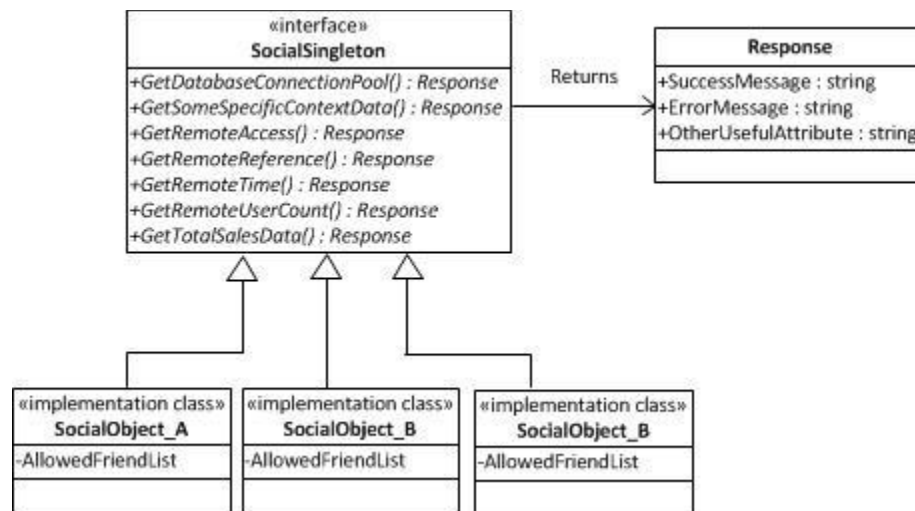 «interface»
SocialSingleton
+GetDatabaseConnectionPool() : Response
+GetSomeSpecificContextData() : Response
+GetRemoteAccess() : Response
+GetRemoteReference() : Response
+GetRemoteTime() : Response
+GetRemoteUserCount() : Response
+GetTotalSalesData() : Response
Returns
Response
+SuccessMessage : string
+ErrorMessage : string
+OtherUsefulAttribute : string
«implementation class»
SocialObject_A
-AllowedFriendList
«implementation class»
SocialObject_B
-AllowedFriendList
«implementation class»
SocialObject_B
-AllowedFriendList